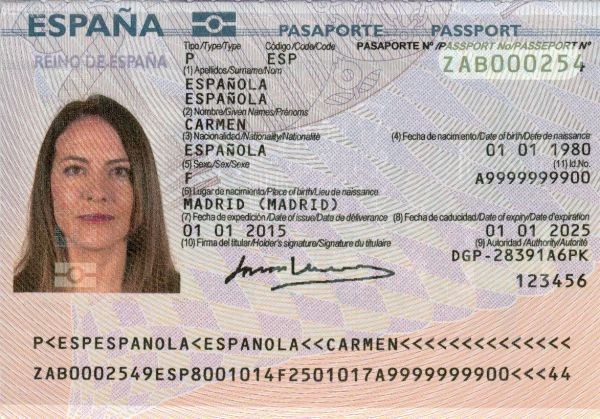 ESPAÑA PASAPORTE PASSPORT
Tipo/Type/Type Código/Code/Code PASAPORTE Nº/PASSPORT No/PASSEPORT Nº
REINO DE ESPAÑA P ESP ZAB000254
(1) Apellidos/Surname/Nom
ESPAÑOLA
ESPAÑOLA
(2) Nombre/Given Names/Prénoms
CARMEN
(3) Nacionalidad/Nationality/Nationalité (4) Fecha de nacimiento/Date of birth/Date de naissance
ESPAÑOLA 01 01 1980
(5) Sexo/Sex/Sexe (11) Id.No.
F A9999999900
(6) Lugar de nacimiento/Place of birth/Lieu de naissance
MADRID (MADRID)
(7) Fecha de expedición/Date of issue/Date de délivrance (8) Fecha de caducidad/Date of expiry/Date d'expiration
01 01 2015 01 01 2025
(10) Firma del titular/Holder's signature/Signature du titulaire (9) Autoridad/Authority/Autorité
DGP-28391A6PK
123456
P<ESPESPANOLA<ESPANOLA<<CARMEN<<<<<<<<<<<<<<
ZAB0002549ESP8001014F2501017A9999999900<<<44